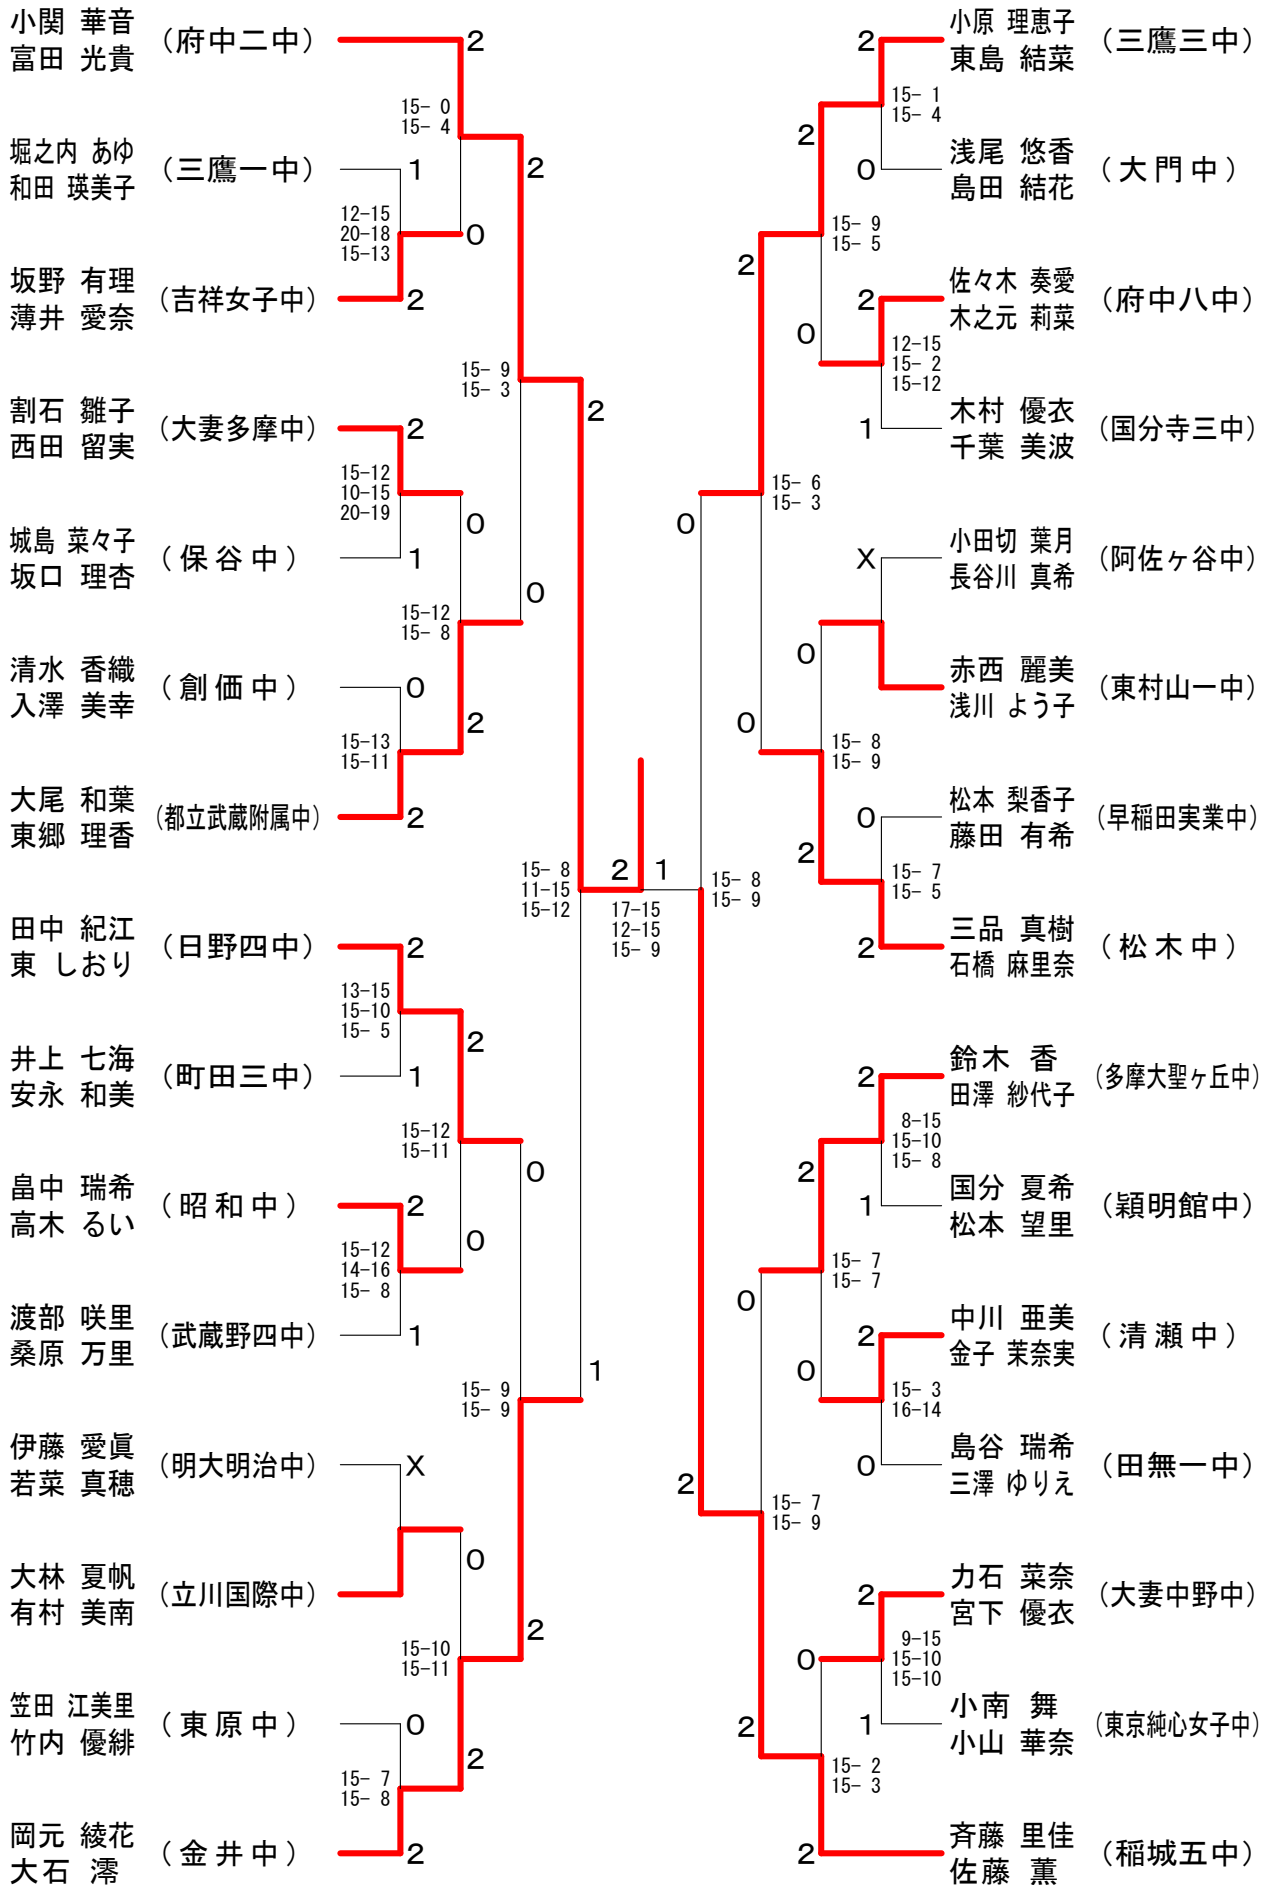 小関 華音
富田 光貴
(府中二中)
2
15- 0
15- 4
堀之内 あゆ
和田 瑛美子
(三鷹一中)
1
2
12-15
20-18
15-13
0
坂野 有理
薄井 愛奈
(吉祥女子中)
2
15- 9
15- 3
2
割石 雛子
西田 留実
(大妻多摩中)
2
15-12
10-15
20-19
0
城島 菜々子
坂口 理杏
(保谷中)
1
0
15-12
15- 8
清水 香織
入澤 美幸
(創価中)
0
2
15-13
15-11
大尾 和葉
東郷 理香
(都立武蔵附属中)
2
15- 8
11-15
15-12
2
1
17-15
12-15
15- 9
田中 紀江
東 しおり
(日野四中)
2
13-15
15-10
15- 5
2
井上 七海
安永 和美
(町田三中)
1
15-12
15-11
0
畠中 瑞希
高木 るい
(昭和中)
2
0
15-12
14-16
15- 8
渡部 咲里
桑原 万里
(武蔵野四中)
1
1
15- 9
15- 9
伊藤 愛眞
若菜 真穂
(明大明治中)
X
0
大林 夏帆
有村 美南
(立川国際中)
2
15-10
15-11
笠田 江美里
竹内 優緋
(東原中)
0
2
15- 7
15- 8
岡元 綾花
大石 澪
(金井中)
2
小原 理恵子
東島 結菜
(三鷹三中)
2
15- 1
15- 4
2
浅尾 悠香
島田 結花
(大門中)
0
15- 9
15- 5
2
佐々木 奏愛
木之元 莉菜
(府中八中)
2
0
12-15
15- 2
15-12
木村 優衣
千葉 美波
(国分寺三中)
1
15- 6
15- 3
0
小田切 葉月
長谷川 真希
(阿佐ヶ谷中)
X
0
赤西 麗美
浅川 よう子
(東村山一中)
0
15- 8
15- 9
松本 梨香子
藤田 有希
(早稲田実業中)
0
2
15- 7
15- 5
15- 8
15- 9
三品 真樹
石橋 麻里奈
(松木中)
2
鈴木 香
田澤 紗代子
(多摩大聖ヶ丘中)
2
8-15
15-10
15- 8
2
国分 夏希
松本 望里
(穎明館中)
1
15- 7
15- 7
0
中川 亜美
金子 茉奈実
(清瀬中)
2
0
15- 3
16-14
島谷 瑞希
三澤 ゆりえ
(田無一中)
0
2
15- 7
15- 9
力石 菜奈
宮下 優衣
(大妻中野中)
2
9-15
15-10
15-10
0
小南 舞
小山 華奈
(東京純心女子中)
1
2
15- 2
15- 3
斉藤 里佳
佐藤 薫
(稲城五中)
2